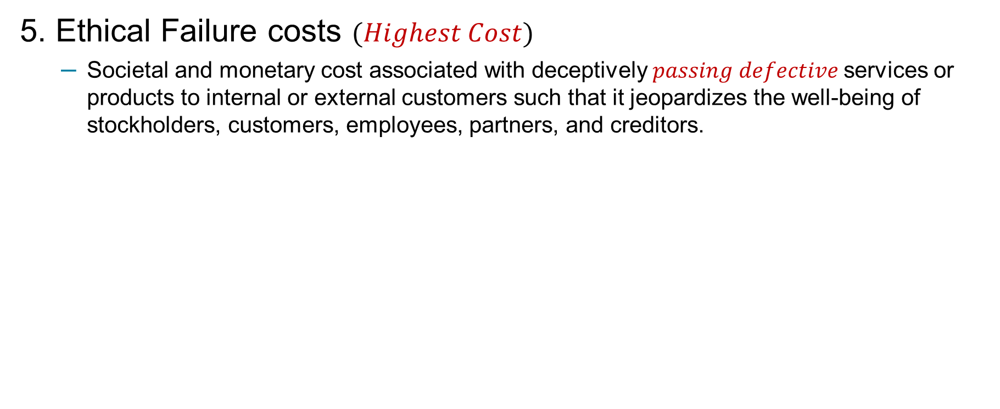 5. Ethical Failure costs (Highest Cost)
– Societal and monetary cost associated with deceptively passing defective services or
products to internal or external customers such that it jeopardizes the well-being of
stockholders, customers, employees, partners, and creditors.